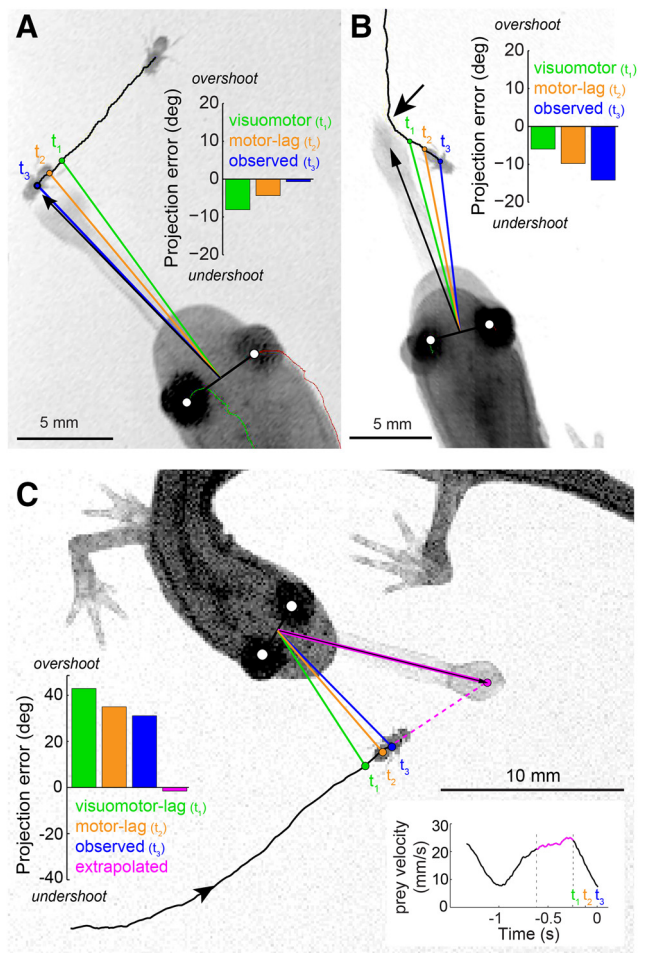 A
overshoot
20
10
0
−10
−20
Projection error (deg)
visuomotor (t1)
motor-lag (t2)
observed (t3)
undershoot
t1
t2
t3
5 mm
B
overshoot
20
10
0
−10
−20
Projection error (deg)
visuomotor (t1)
motor-lag (t2)
observed (t3)
undershoot
t1
t2
t3
5 mm
C
overshoot
40
20
0
−20
−40
Projection error (deg)
visuomotor-lag (t1)
motor-lag (t2)
observed (t3)
extrapolated
undershoot
t1
t2
t3
10 mm
prey velocity
(mm/s)
30
20
10
0
t1 t2 t3
-1
-0.5
0
Time (s)